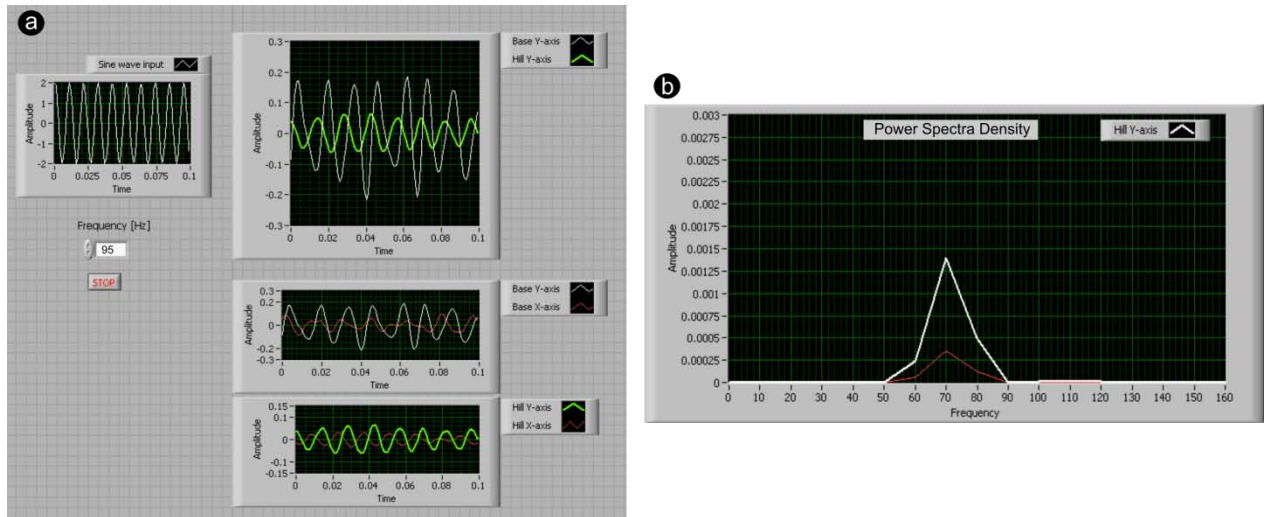 a
Sine wave input
Amplitude
2
1
0
-1
-2
0 0.025 0.05 0.075 0.1
Time
Frequency [Hz]
95
STOP
Base Y-axis
Hill Y-axis
Amplitude
0.3
0.2
0.1
0
-0.1
-0.2
-0.3
0 0.02 0.04 0.06 0.08 0.1
Time
Base Y-axis
Base X-axis
Amplitude
0.3
0.2
0
-0.2
-0.3
0 0.02 0.04 0.06 0.08 0.1
Time
Hill Y-axis
Hill X-axis
Amplitude
0.15
0.1
0
-0.1
-0.15
0 0.02 0.04 0.06 0.08 0.1
Time
b
Power Spectra Density
Hill Y-axis
Amplitude
0.003
0.00275
0.0025
0.00225
0.002
0.00175
0.0015
0.00125
0.001
0.00075
0.0005
0.00025
0
0 10 20 30 40 50 60 70 80 90 100 110 120 130 140 150 160
Frequency